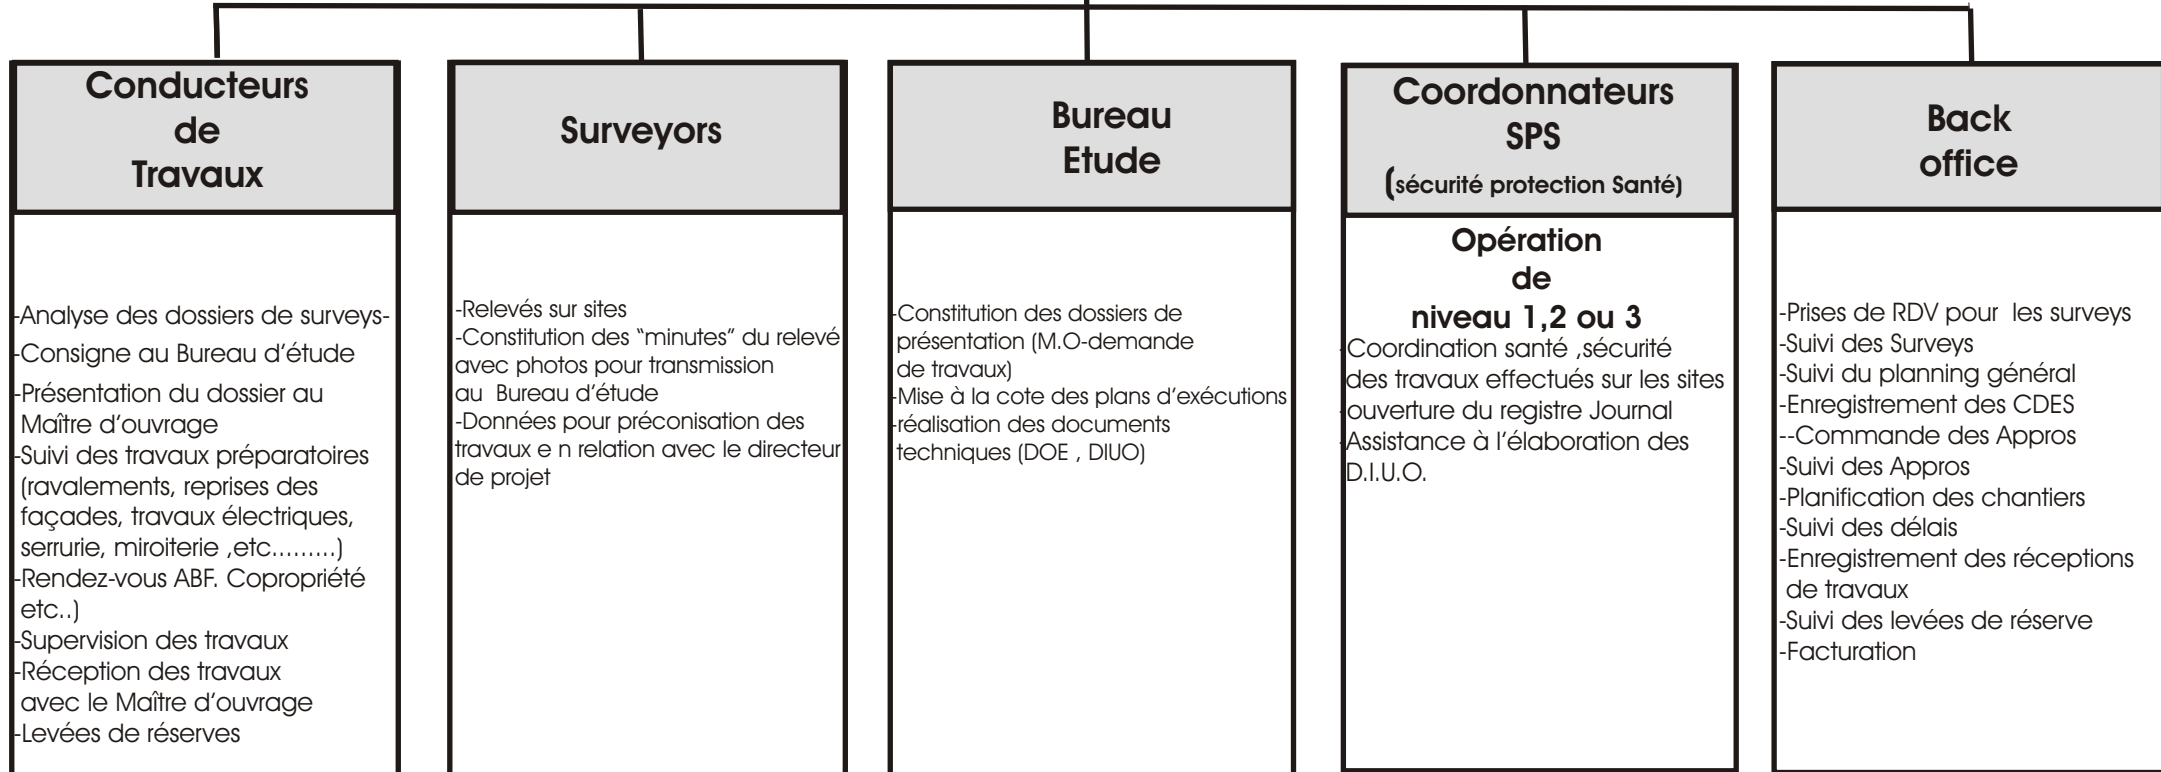 Conducteurs
de
Travaux
-Analyse des dossiers de surveys-
-Consigne au Bureau d'étude
-Présentation du dossier au
Maître d'ouvrage
-Suivi des travaux préparatoires
(ravalements, reprises des
façades, travaux électriques,
serrurie, miroiterie ,etc.........)
-Rendez-vous ABF. Copropriété
etc..)
-Supervision des travaux
-Réception des travaux
avec le Maître d'ouvrage
-Levées de réserves
Surveyors
-Relevés sur sites
-Constitution des "minutes" du relevé
avec photos pour transmission
au Bureau d'étude
-Données pour préconisation des
travaux e n relation avec le directeur
de projet
Bureau
Etude
-Constitution des dossiers de
présentation (M.O-demande
de travaux)
-Mise à la cote des plans d'exécutions
-réalisation des documents
techniques (DOE , DIUO)
Coordonnateurs
SPS
(sécurité protection Santé)
Opération
de
niveau 1,2 ou 3
-Coordination santé ,sécurité
des travaux effectués sur les sites
-ouverture du registre Journal
-Assistance à l'élaboration des
D.I.U.O.
Back
office
-Prises de RDV pour les surveys
-Suivi des Surveys
-Suivi du planning général
-Enregistrement des CDES
--Commande des Appros
-Suivi des Appros
-Planification des chantiers
-Suivi des délais
-Enregistrement des réceptions
de travaux
-Suivi des levées de réserve
-Facturation